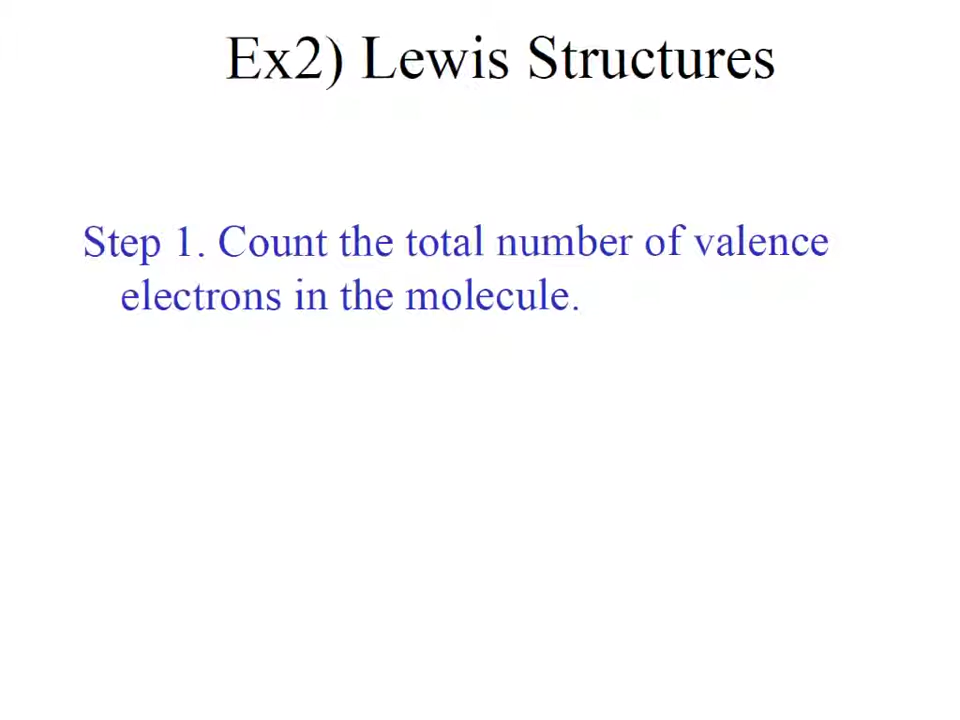 Ex2) Lewis Structures
Step 1. Count the total number of valence
electrons in the molecule.